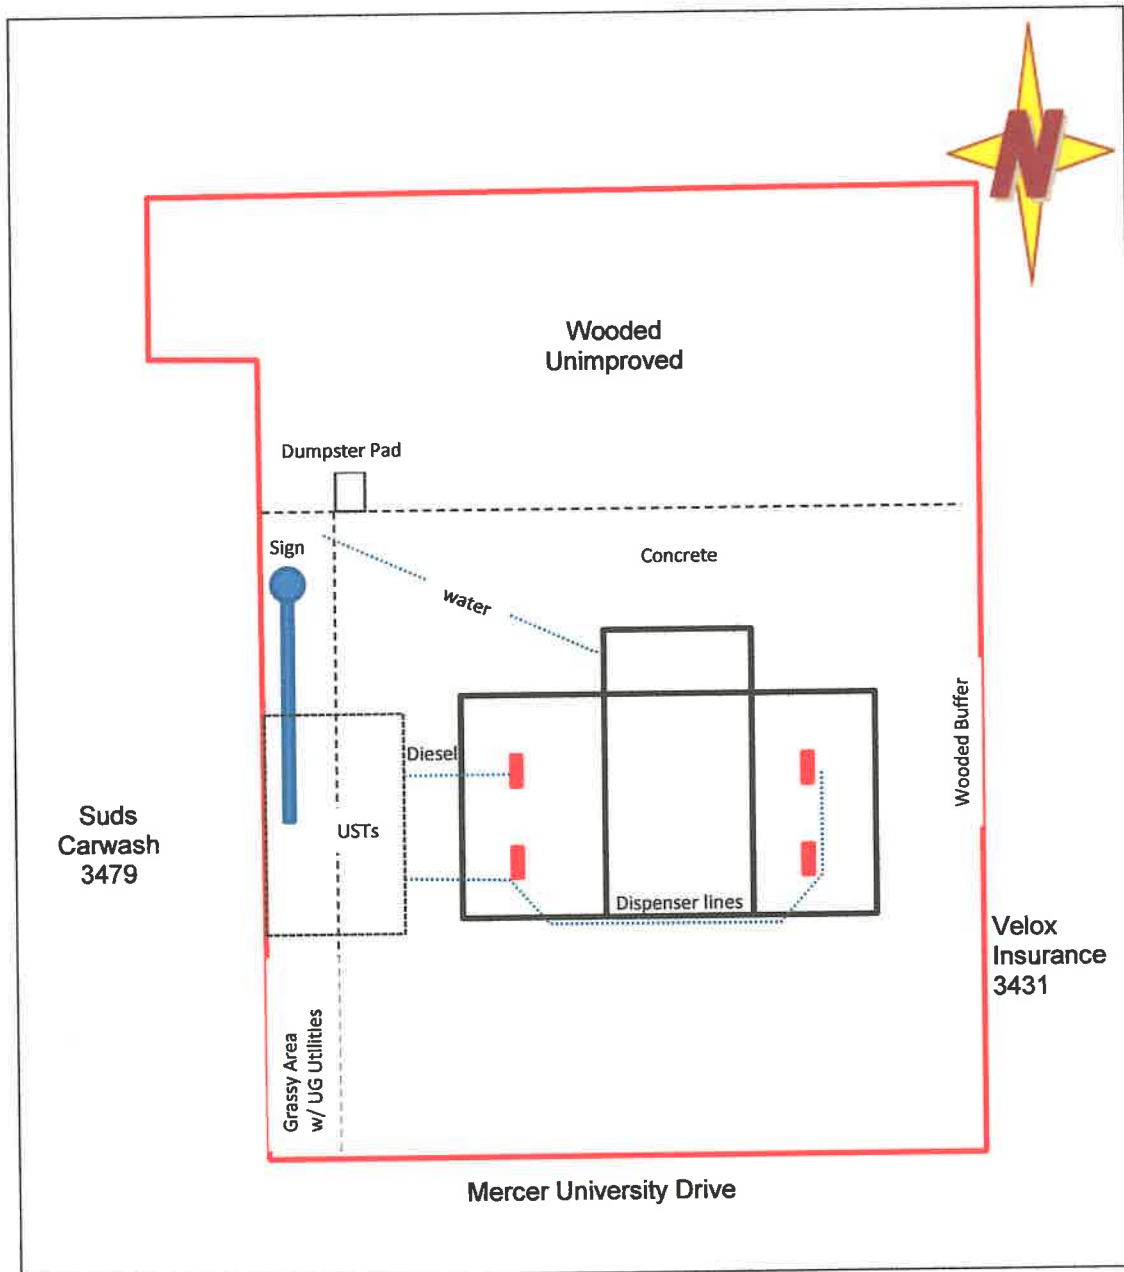 N
Wooded
Unimproved
Dumpster Pad
Sign
Concrete
water
Wooded Buffer
Diesel
USTs
Suds
Carwash
3479
Dispenser lines
Velox
Insurance
3431
Grassy Area
w/ UG Utilities
Mercer University Drive